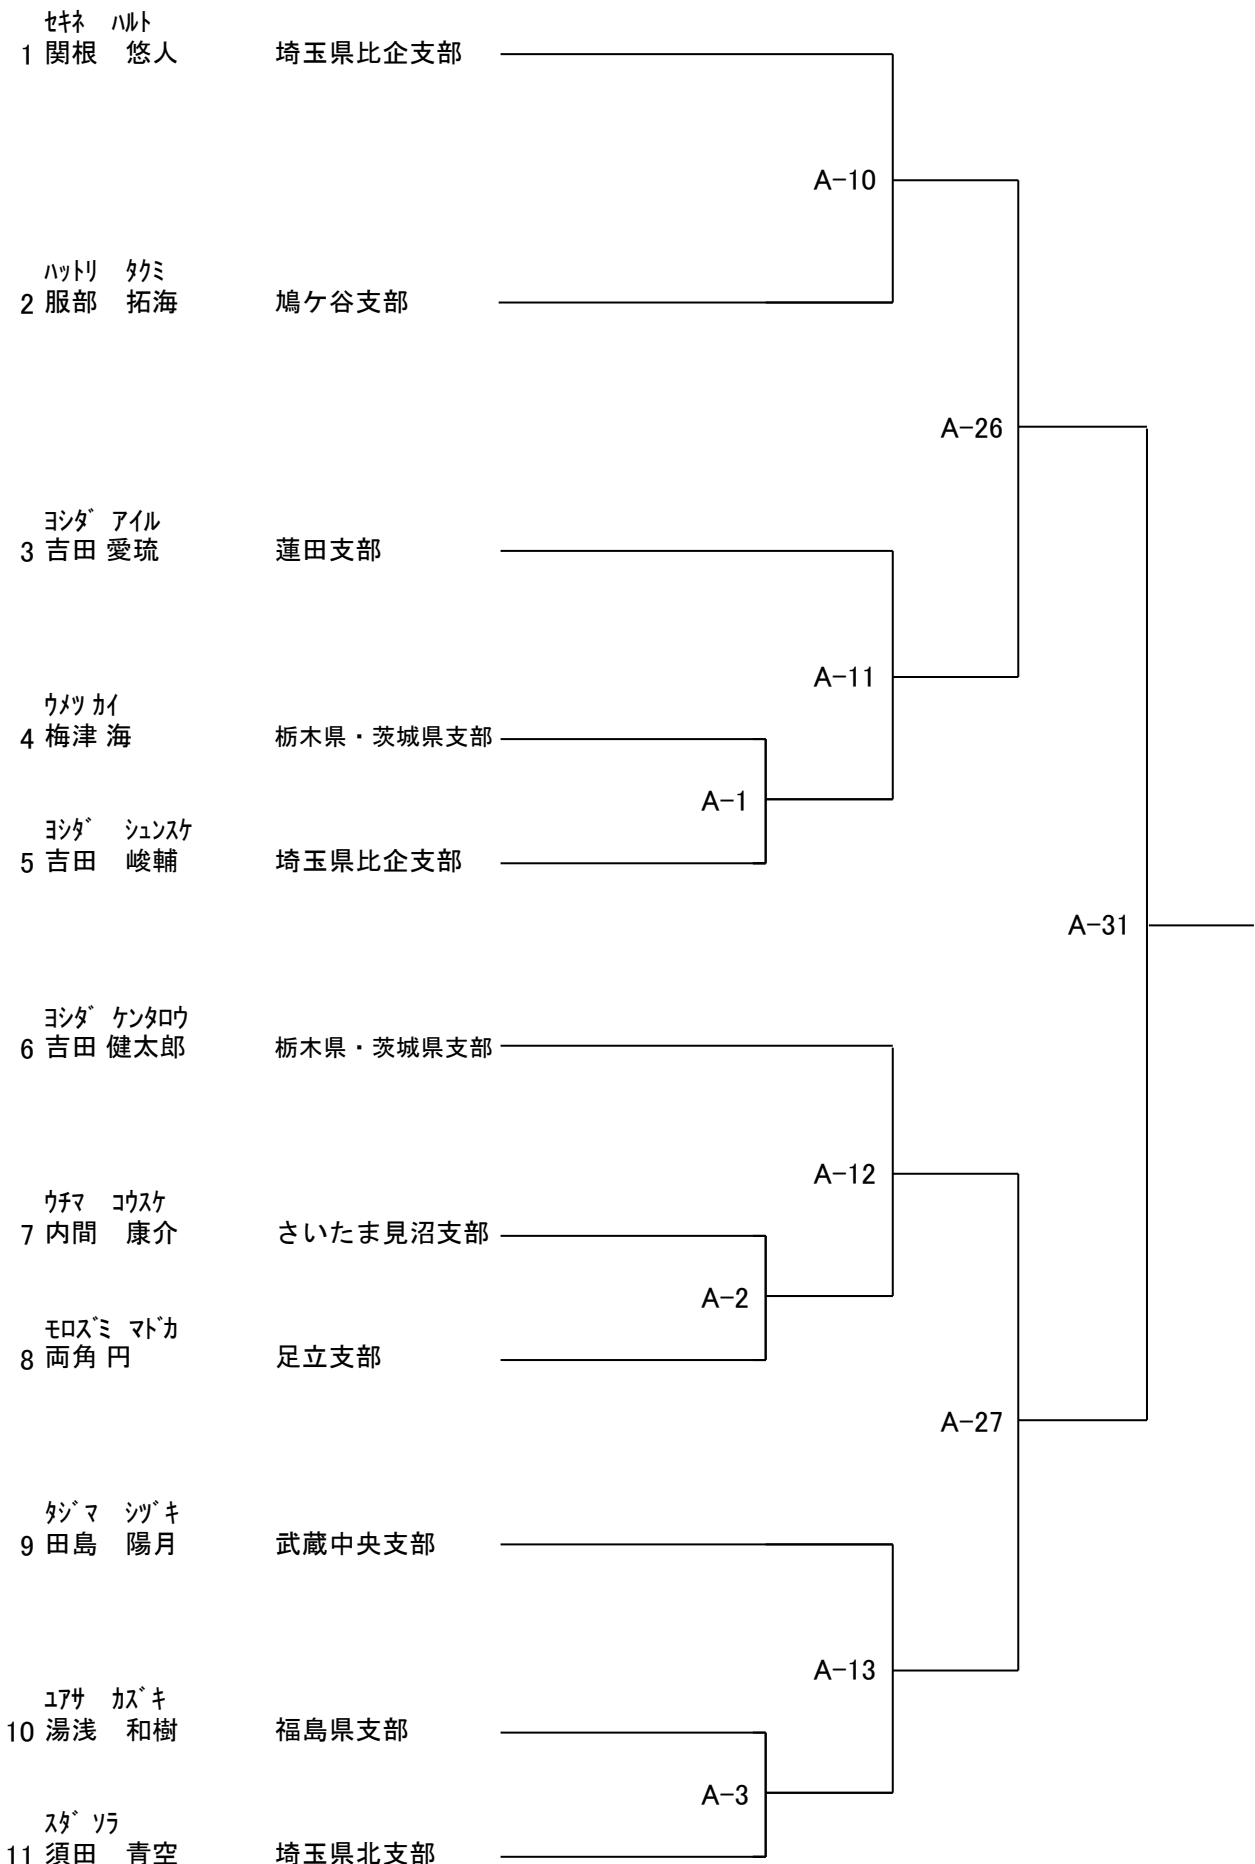 ｾｷﾈ　ﾊﾙﾄ
1 関根　悠人　埼玉県比企支部
A-10
ﾊｯﾄﾘ　ﾀｸﾐ
2 服部　拓海　鳩ケ谷支部
A-26
ﾖｼﾀﾞ ｱｲﾙ
3 吉田 愛琉　蓮田支部
A-11
ｳﾒﾂ ｶｲ
4 梅津 海　栃木県・茨城県支部
A-1
ﾖｼﾀﾞ　ｼｭﾝｽｹ
5 吉田　峻輔　埼玉県比企支部
A-31
ﾖｼﾀﾞ ｹﾝﾀﾛｳ
6 吉田 健太郎　栃木県・茨城県支部
A-12
ｳﾁﾏ　ｺｳｽｹ
7 内間　康介　さいたま見沼支部
A-2
ﾓﾛｽﾞﾐ ﾏﾄﾞｶ
8 両角 円　足立支部
A-27
ﾀｼﾞﾏ　ｼﾂﾞｷ
9 田島　陽月　武蔵中央支部
A-13
ﾕｱｻ　ｶｽﾞｷ
10 湯浅　和樹　福島県支部
A-3
ｽﾀﾞ ｿﾗ
11 須田　青空　埼玉県北支部